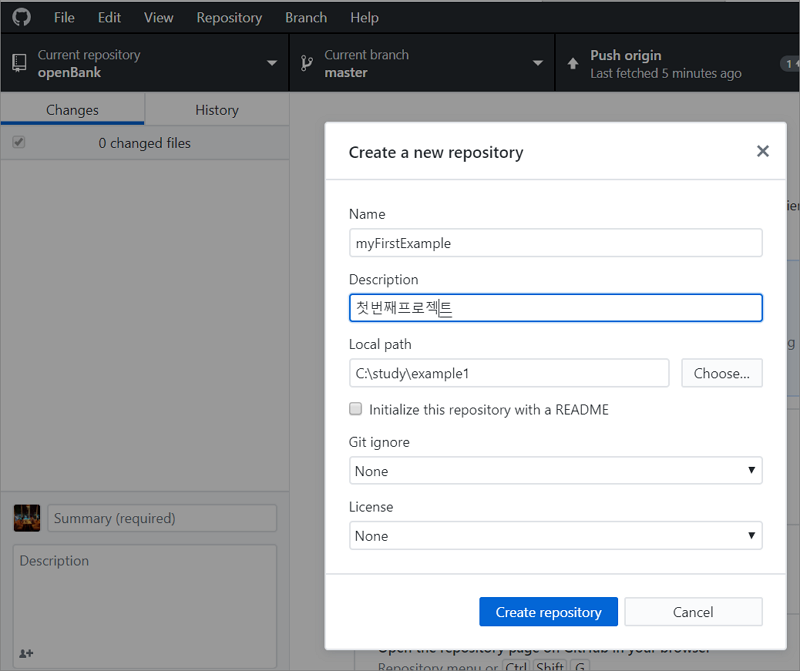 File Edit View Repository Branch Help
Current repository
openBank
Current branch
master
Push origin
Last fetched 5 minutes ago
1
Changes History
0 changed files
Create a new repository
Name
myFirstExample
Description
첫번째프로젝트
Local path
C:\study\example1
Choose...
Initialize this repository with a README
Git ignore
None
License
None
Create repository
Cancel
Summary (required)
Description
Open the repository page on GitHub in your browser
Repository menu or Ctrl Shift G